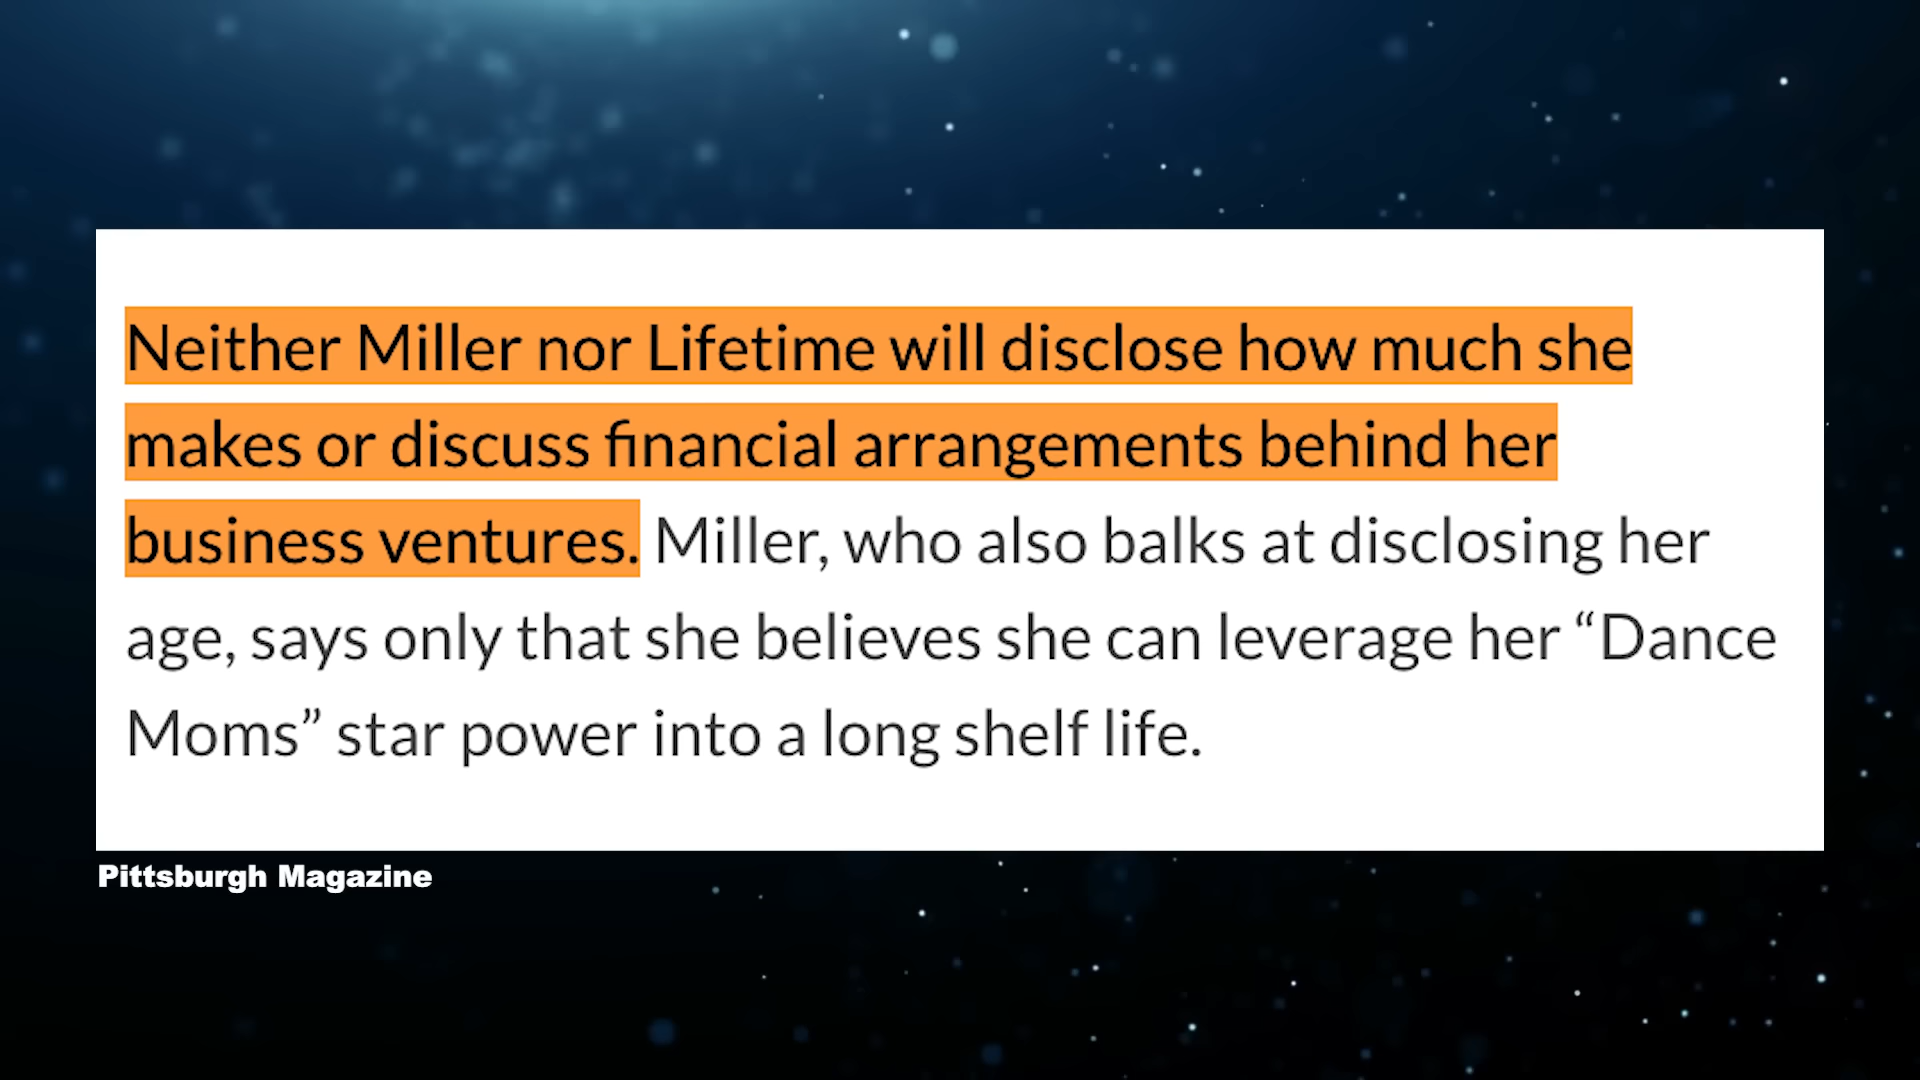 Neither Miller nor Lifetime will disclose how much she
makes or discuss financial arrangements behind her
business ventures. Miller, who also balks at disclosing her
age, says only that she believes she can leverage her “Dance
Moms” star power into a long shelf life.
Pittsburgh Magazine